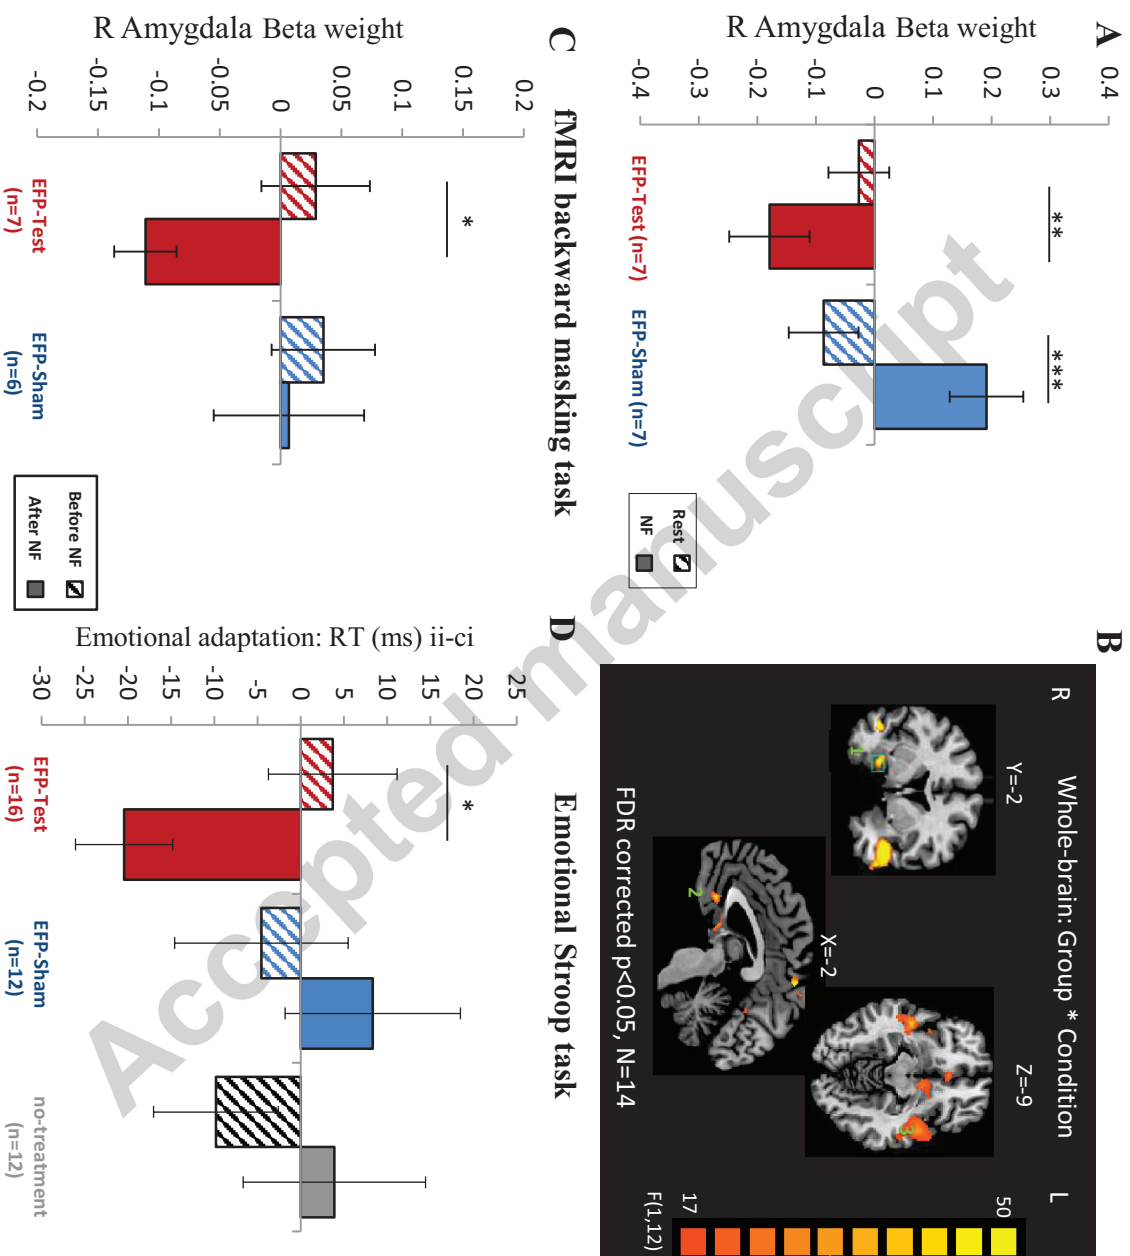 A
R Amygdala Beta weight
0.4
0.3
0.2
0.1
0
-0.1
-0.2
-0.3
-0.4
**
***
EFP-Test (n=7)
EFP-Sham (n=7)
Rest
NF
B
Whole-brain: Group * Condition
R
L
Y=-2
X=-2
Z=-9
1
2
3
FDR corrected p<0.05, N=14
50
17
F(1,12)
C
fMRI backward masking task
R Amygdala Beta weight
0.2
0.15
0.1
0.05
0
-0.05
-0.1
-0.15
-0.2
*
EFP-Test
(n=7)
EFP-Sham
(n=6)
Before NF
After NF
D
Emotional Stroop task
Emotional adaptation: RT (ms) ii-ci
25
20
15
10
5
0
-5
-10
-15
-20
-25
-30
*
EFP-Test
(n=16)
EFP-Sham
(n=12)
no-treatment
(n=12)
Accepted manuscript